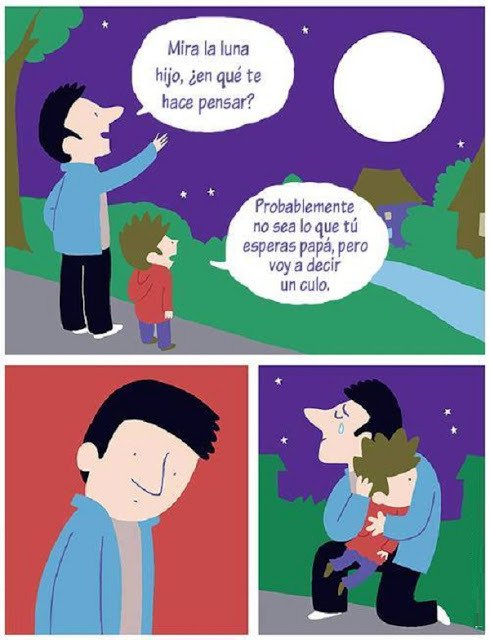 Mira la luna
hijo, ¿en qué te
hace pensar?
Probablemente
no sea lo que tú
esperas papá, pero
voy a decir
un culo.